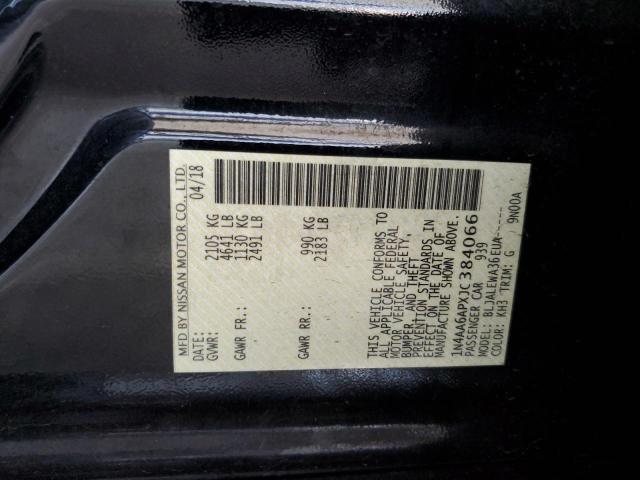 MFD BY NISSAN MOTOR CO., LTD.
DATE: 04/18
GVWR: 2105 KG
4641 LB
GAWR FR.: 1130 KG
2491 LB
GAWR RR.: 990 KG
2183 LB
THIS VEHICLE CONFORMS TO
ALL APPLICABLE FEDERAL
MOTOR VEHICLE SAFETY,
BUMPER, AND THEFT
PREVENTION STANDARDS IN
EFFECT ON THE DATE OF
MANUFACTURE SHOWN ABOVE.
1N4AA6APXJC384066
PASSENGER CAR 939
MODEL: BLJALEWA36EUA-----
COLOR: KH3 TRIM: G 9N00A